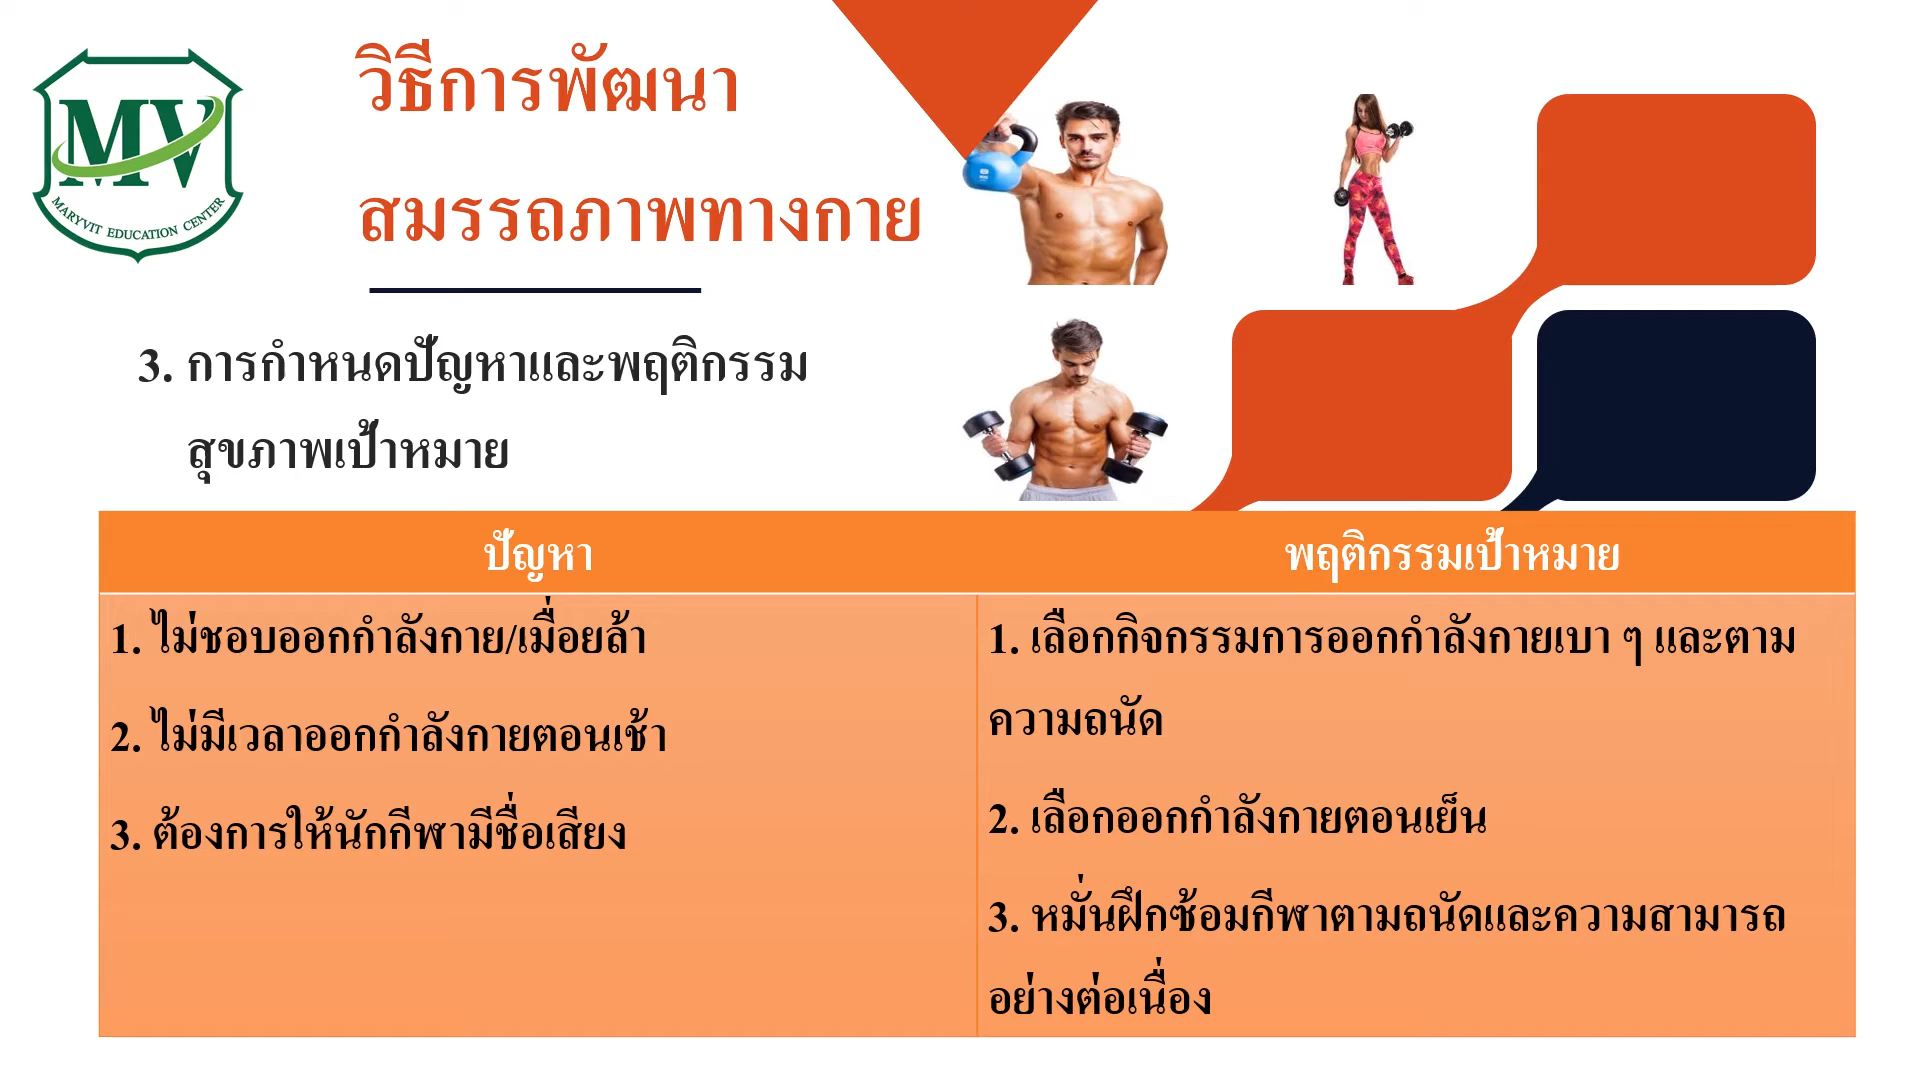 MV
MARYVIT EDUCATION CENTER
วิธีการพัฒนา
สมรรถภาพทางกาย
3. การกำหนดปัญหาและพฤติกรรม
สุขภาพเป้าหมาย
ปัญหา
พฤติกรรมเป้าหมาย
1. ไม่ชอบออกกำลังกาย/เมื่อยล้า
2. ไม่มีเวลาออกกำลังกายตอนเช้า
3. ต้องการให้นักกีฬามีชื่อเสียง
1. เลือกกิจกรรมการออกกำลังกายเบา ๆ และตาม
ความถนัด
2. เลือกออกกำลังกายตอนเย็น
3. หมั่นฝึกซ้อมกีฬาตามถนัดและความสามารถ
อย่างต่อเนื่อง